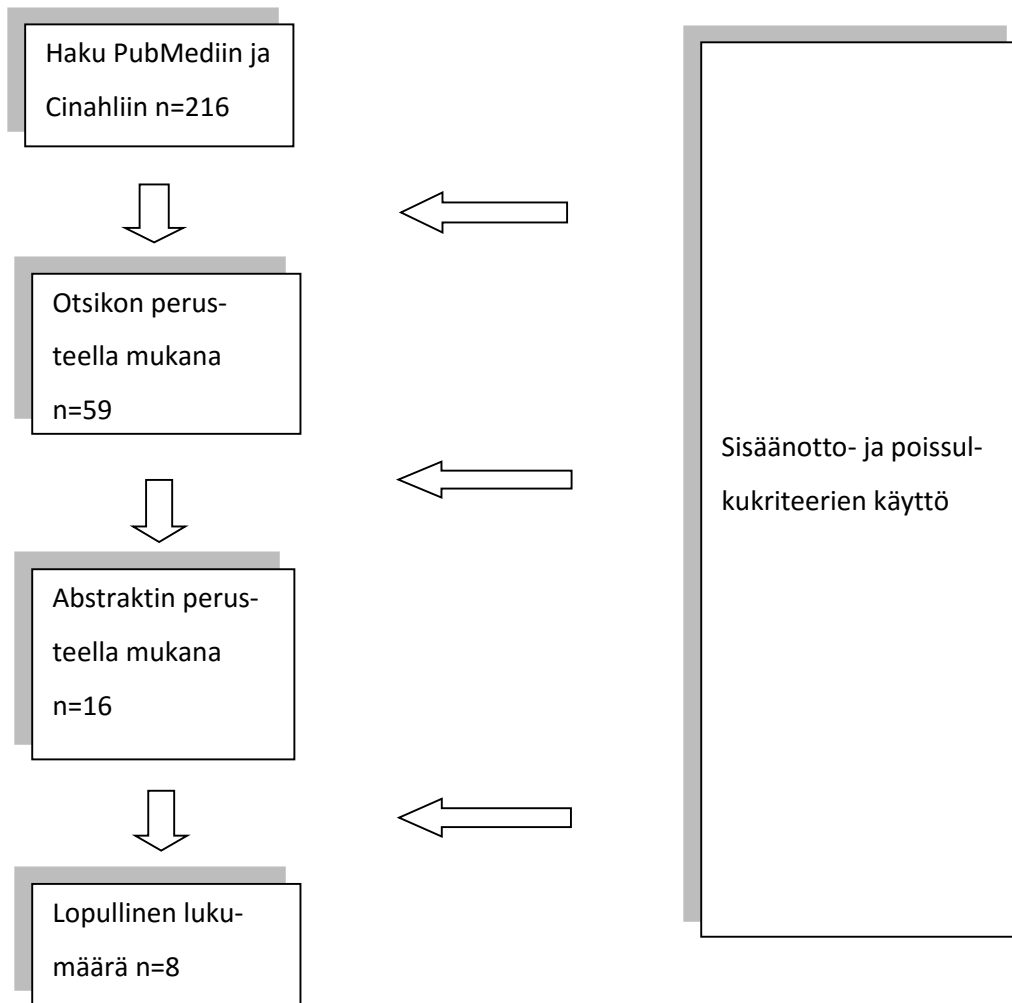 Haku PubMediin ja
Cinahliin n=216
Otsikon perus-
teella mukana
n=59
Abstraktin perus-
teella mukana
n=16
Lopullinen luku-
määrä n=8
Sisäänotto- ja poissul-
kukriteerien käyttö